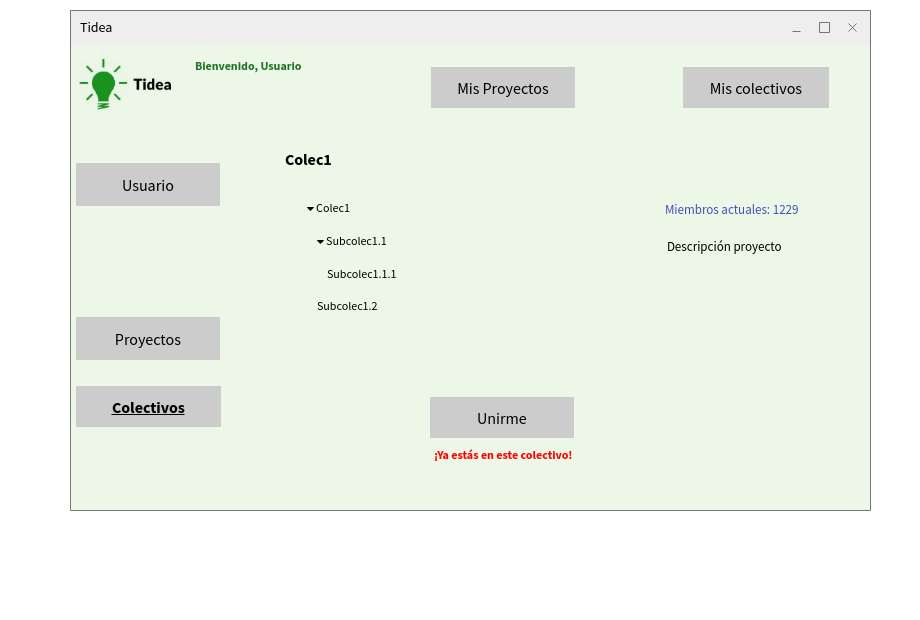 Tidea
Bienvenido, Usuario
Tidea
Mis Proyectos
Mis colectivos
Colec1
Usuario
Colec1
Miembros actuales: 1229
Subcolec1.1
Descripción proyecto
Subcolec1.1.1
Subcolec1.2
Proyectos
Colectivos
Unirme
¡Ya estás en este colectivo!